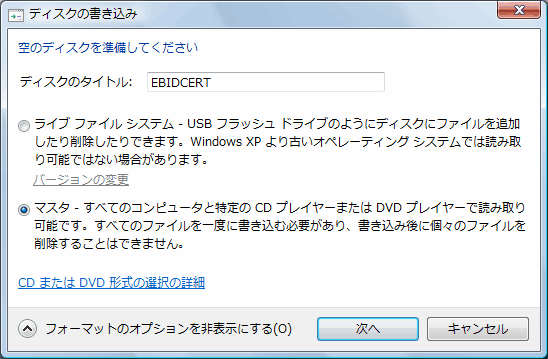 ディスクの書き込み
空のディスクを準備してください
ディスクのタイトル: EBIDCERT
ライブ ファイル システム - USB フラッシュ ドライブのようにディスクにファイルを追加
したり削除したりできます。Windows XP より古いオペレーティング システムでは読み取
り可能ではない場合があります。
バージョンの変更
マスタ - すべてのコンピュータと特定の CD プレイヤーまたは DVD プレイヤーで読み取り
可能です。すべてのファイルを一度に書き込む必要があり、書き込み後に個々のファイルを
削除することはできません。
CD または DVD 形式の選択の詳細
フォーマットのオプションを非表示にする(O) 次へ キャンセル